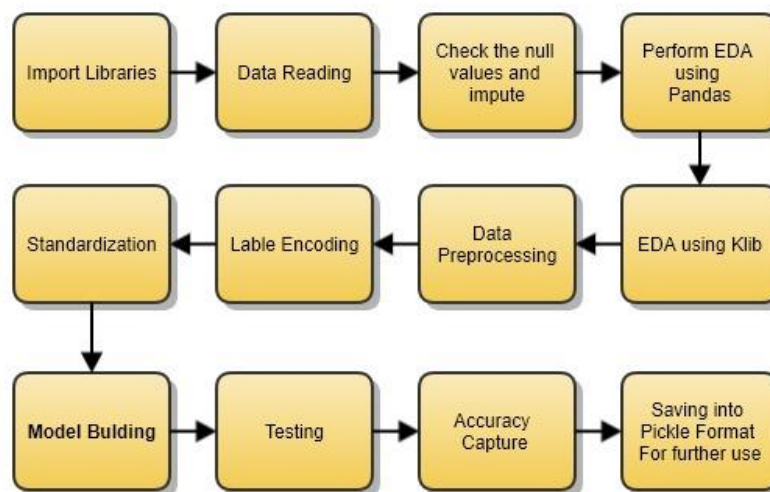 Import Libraries
Data Reading
Check the null
values and
impute
Perform EDA
using
Pandas
EDA using Klib
Data
Preprocessing
Lable Encoding
Standardization
Model Bulding
Testing
Accuracy
Capture
Saving into
Pickle Format
For further use